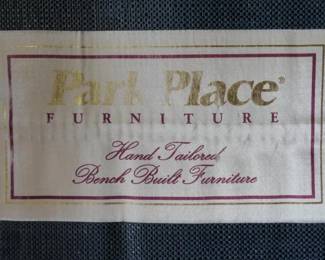 Park Place®
FURNITURE
Hand Tailored
Bench Built Furniture